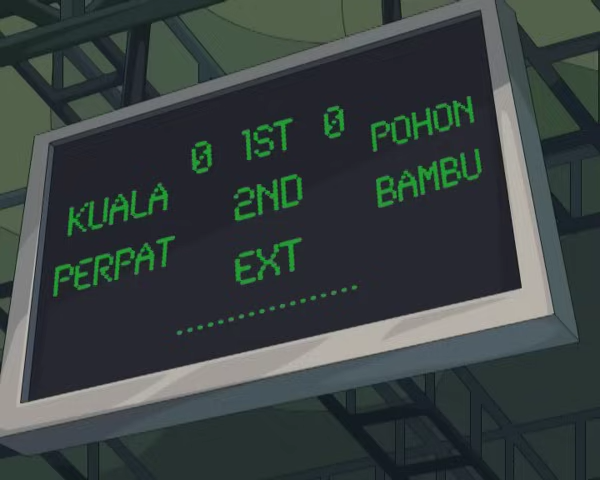 0 1ST 0
KUALA PERPAT
2ND
EXT
POHON BAMBU